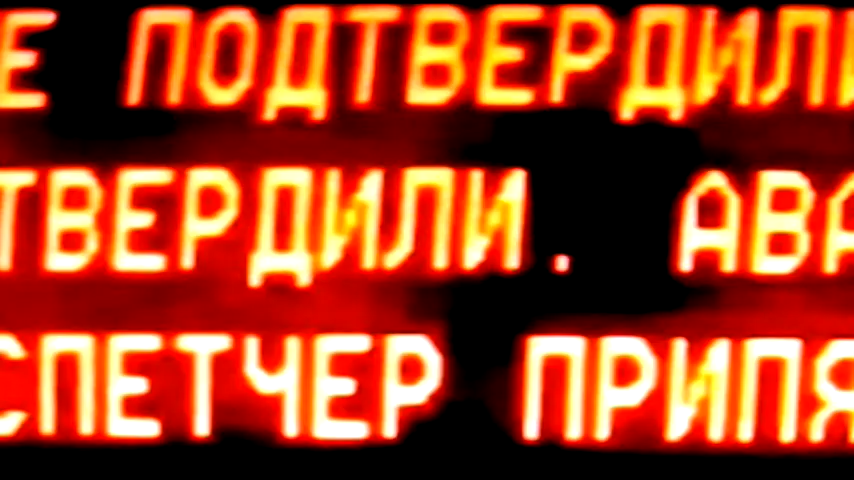 Е ПОДТВЕРДИЛИ
ТВЕРДИЛИ. АВА
СПЕТЧЕР ПРИПЯ